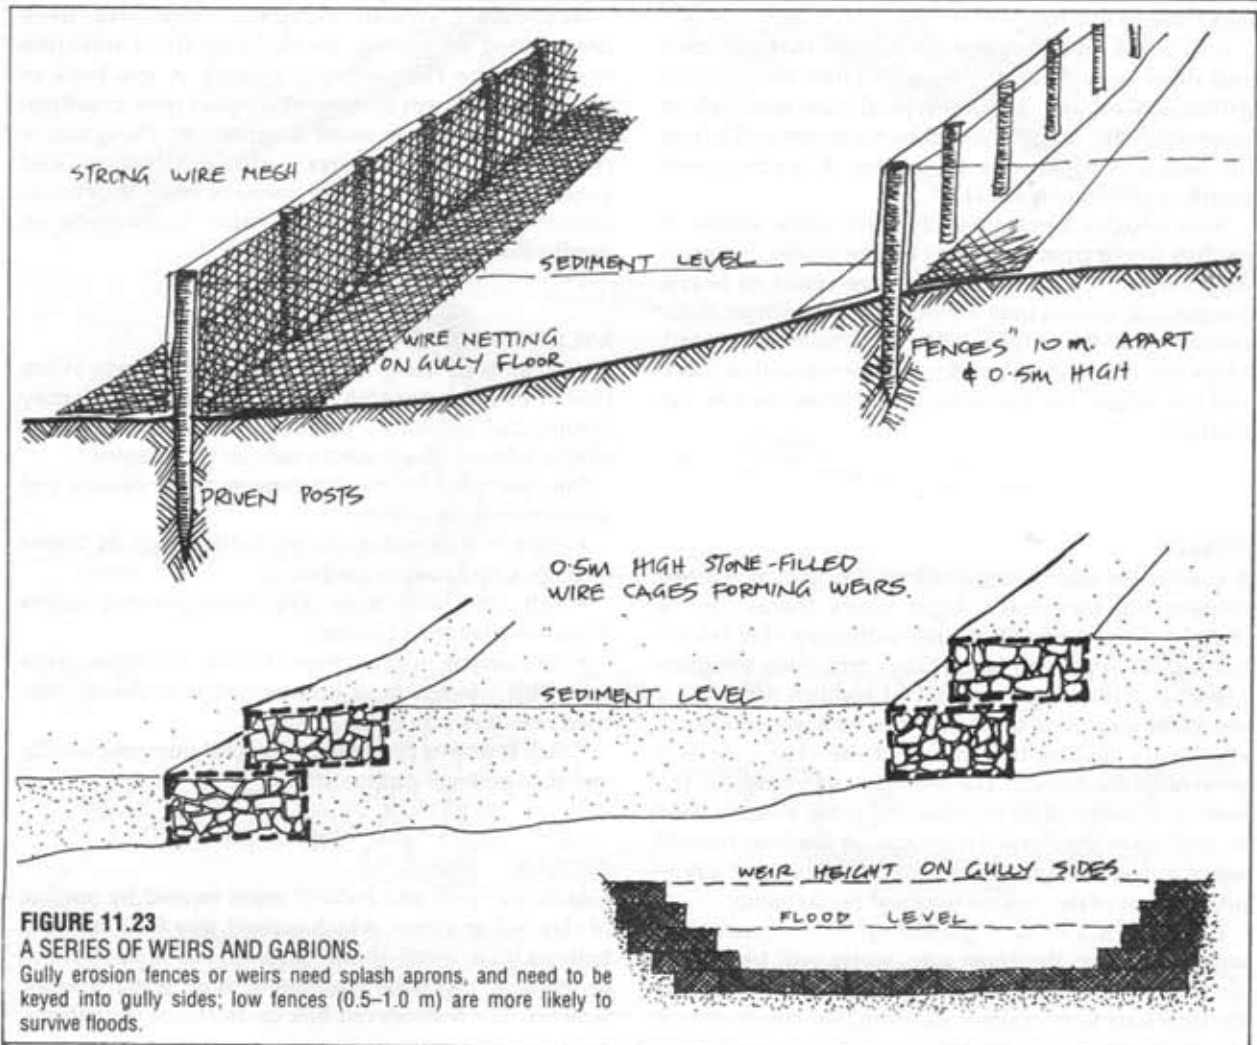 STRONG WIRE MESH
SEDIMENT LEVEL
WIRE NETTING
ON GULLY FLOOR
"FENCES" 10 m. APART
& 0.5m HIGH
DRIVEN POSTS
0.5m HIGH STONE-FILLED
WIRE CAGES FORMING WEIRS
SEDIMENT LEVEL
WEIR HEIGHT ON GULLY SIDES
FLOOD LEVEL
FIGURE 11.23
A SERIES OF WEIRS AND GABIONS.
Gully erosion fences or weirs need splash aprons, and need to be
keyed into gully sides; low fences (0.5–1.0 m) are more likely to
survive floods.